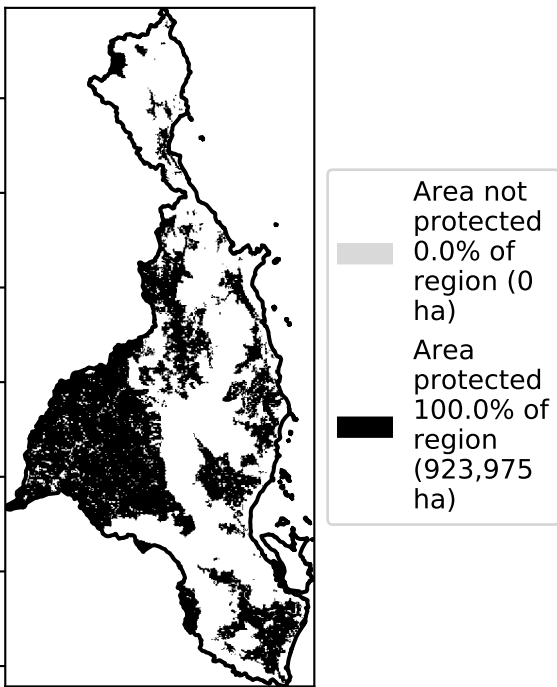 Area not
protected
0.0% of
region (0
ha)
Area
protected
100.0% of
region
(923,975
ha)